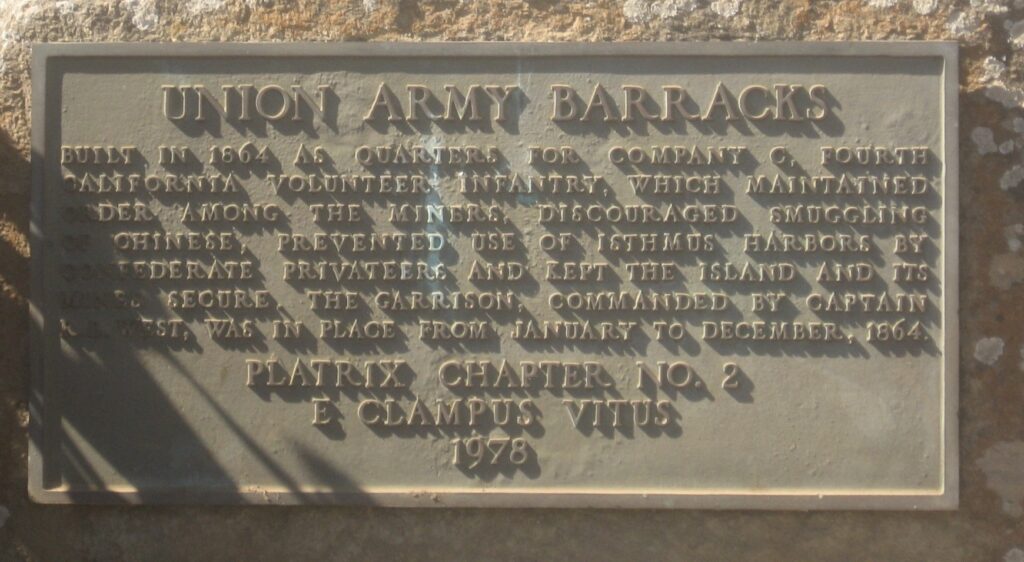 UNION ARMY BARRACKS
BUILT IN 1864 AS QUARTERS FOR COMPANY C, FOURTH
CALIFORNIA VOLUNTEER INFANTRY, WHICH MAINTAINED
ORDER AMONG THE MINERS, DISCOURAGED SMUGGLING
OF CHINESE, PREVENTED USE OF ISTHMUS HARBORS BY
CONFEDERATE PRIVATEERS AND KEPT THE ISLAND AND ITS
MINES SECURE. THE GARRISON, COMMANDED BY CAPTAIN
WEST, WAS IN PLACE FROM JANUARY TO DECEMBER, 1864.
PLATRIX CHAPTER NO. 2
E CLAMPUS VITUS
1978